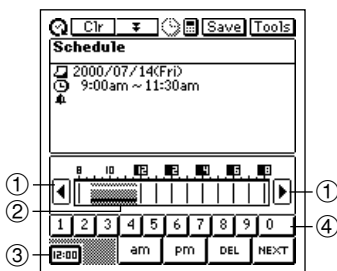 Clr Save Tools
Schedule
2000/07/14(Fri)
9:00am ~ 11:30am
8 10 12 2 4 6 8
① ①
②
1 2 3 4 5 6 7 8 9 0 ④
③ 12:00 am pm DEL NEXT